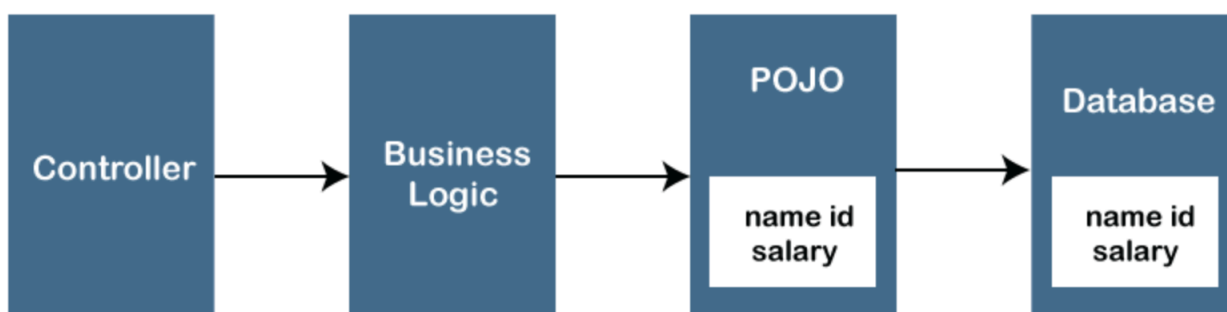 Controller
Business
Logic
POJO
name id
salary
Database
name id
salary